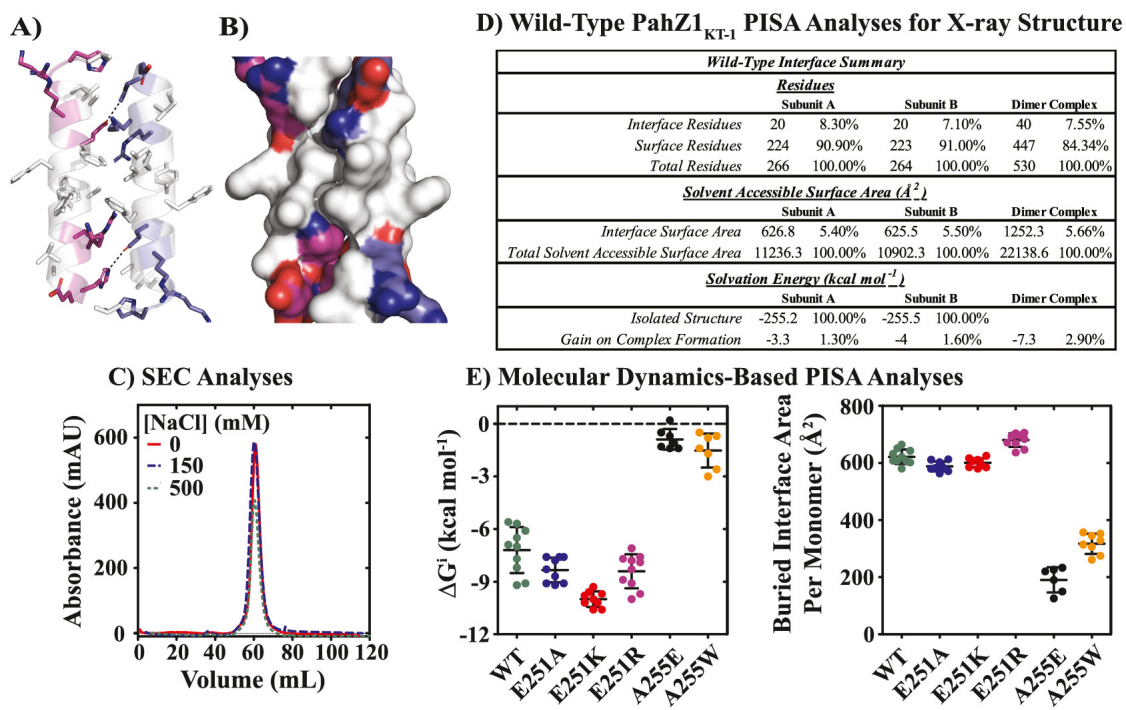 A)
B)
D) Wild-Type PahZ1KT-1 PISA Analyses for X-ray Structure
Wild-Type Interface Summary
Residues
Subunit A Subunit B Dimer Complex
Interface Residues 20 8.30% 20 7.10% 40 7.55%
Surface Residues 224 90.90% 223 91.00% 447 84.34%
Total Residues 266 100.00% 264 100.00% 530 100.00%
Solvent Accessible Surface Area (Å2)
Subunit A Subunit B Dimer Complex
Interface Surface Area 626.8 5.40% 625.5 5.50% 1252.3 5.66%
Total Solvent Accessible Surface Area 11236.3 100.00% 10902.3 100.00% 22138.6 100.00%
Solvation Energy (kcal mol-1)
Subunit A Subunit B Dimer Complex
Isolated Structure -255.2 100.00% -255.5 100.00%
Gain on Complex Formation -3.3 1.30% -4 1.60% -7.3 2.90%
C) SEC Analyses
[NaCl] (mM)
0
150
500
Absorbance (mAU)
600
400
200
0
0 20 40 60 80 100 120
Volume (mL)
E) Molecular Dynamics-Based PISA Analyses
ΔGi (kcal mol-1)
0
-3
-6
-9
-12
WT E251A E251K E251R A255E A255W
Buried Interface Area
Per Monomer (Å2)
800
600
400
200
0
WT E251A E251K E251R A255E A255W